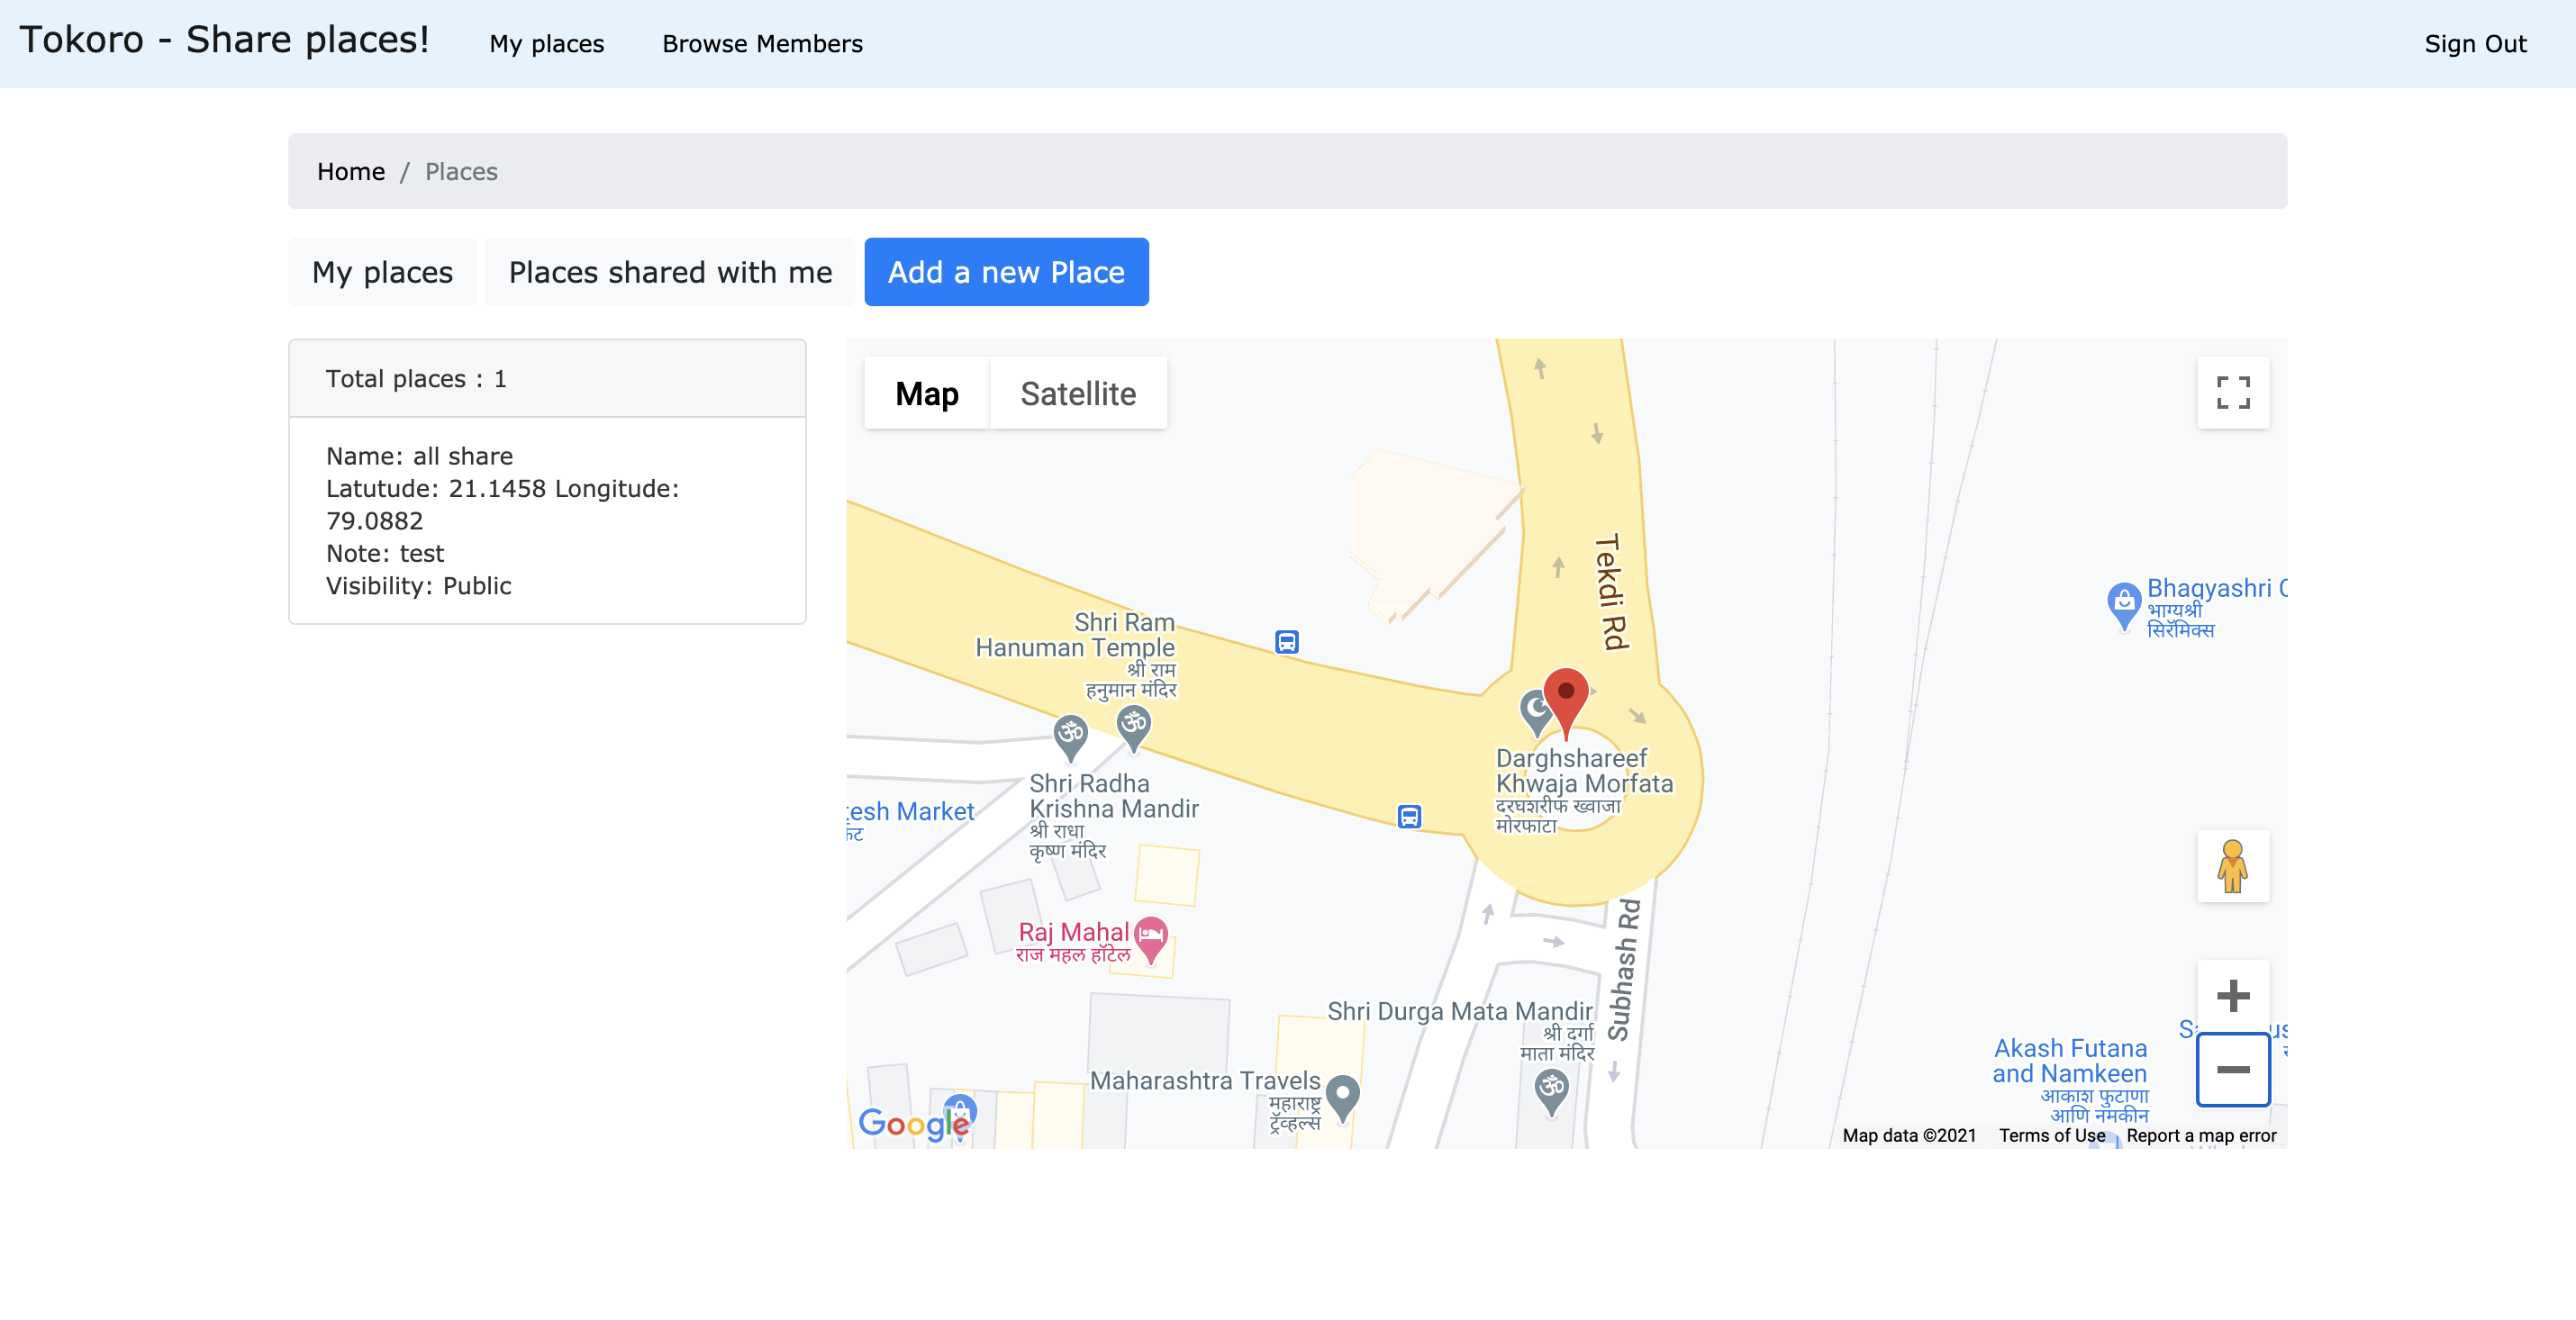 Tokoro - Share places!
My places
Browse Members
Sign Out
Home / Places
My places
Places shared with me
Add a new Place
Total places : 1
Name: all share
Latutude: 21.1458 Longitude:
79.0882
Note: test
Visibility: Public
Map
Satellite
Tekdi Rd
Bhagyashri
भाग्यश्री
सिरॅमिक्स
Shri Ram
Hanuman Temple
श्री राम
हनुमान मंदिर
Darghshareef
Khwaja Morfata
दरघशरीफ ख्वाजा
मोरफाटा
Shri Radha
Krishna Mandir
श्री राधा
कृष्ण मंदिर
Market
Raj Mahal
राज महल हॉटेल
Subhash Rd
Shri Durga Mata Mandir
श्री दर्गा
माता मंदिर
Maharashtra Travels
महाराष्ट्र
ट्रॅव्हल्स
Akash Futana
and Namkeen
आकाश फुटाणा
आणि नमकीन
Google
Map data ©2021
Terms of Use
Report a map error